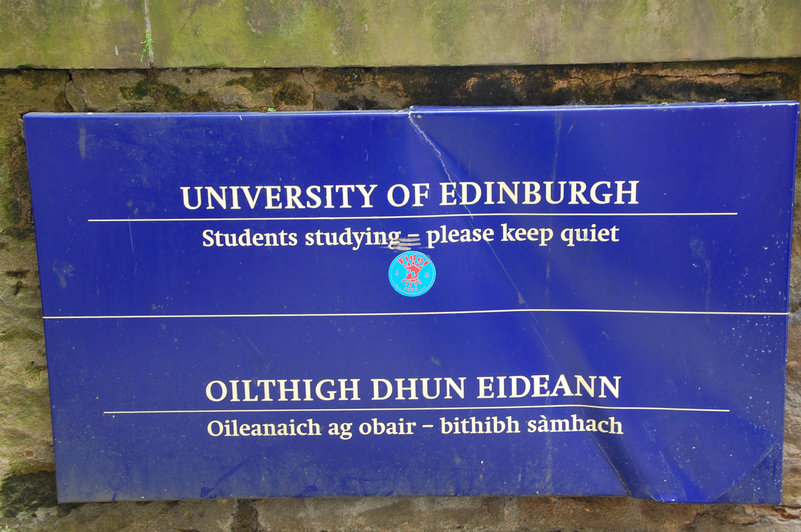 UNIVERSITY OF EDINBURGH
Students studying – please keep quiet
OILTHIGH DHUN EIDEANN
Oileanaich ag obair – bithibh sàmhach